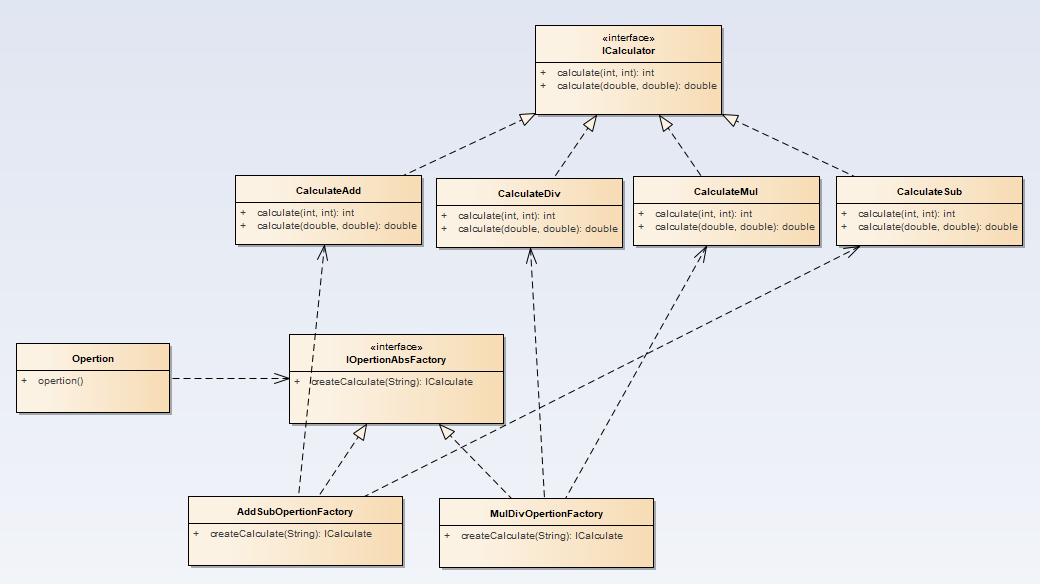 «interface»
ICalculator
+ calculate(int, int): int
+ calculate(double, double): double
CalculateAdd
+ calculate(int, int): int
+ calculate(double, double): double
CalculateDiv
+ calculate(int, int): int
+ calculate(double, double): double
CalculateMul
+ calculate(int, int): int
+ calculate(double, double): double
CalculateSub
+ calculate(int, int): int
+ calculate(double, double): double
Opertion
+ opertion()
«interface»
IOpertionAbsFactory
+ createCalculate(String): ICalculate
AddSubOpertionFactory
+ createCalculate(String): ICalculate
MulDivOpertionFactory
+ createCalculate(String): ICalculate